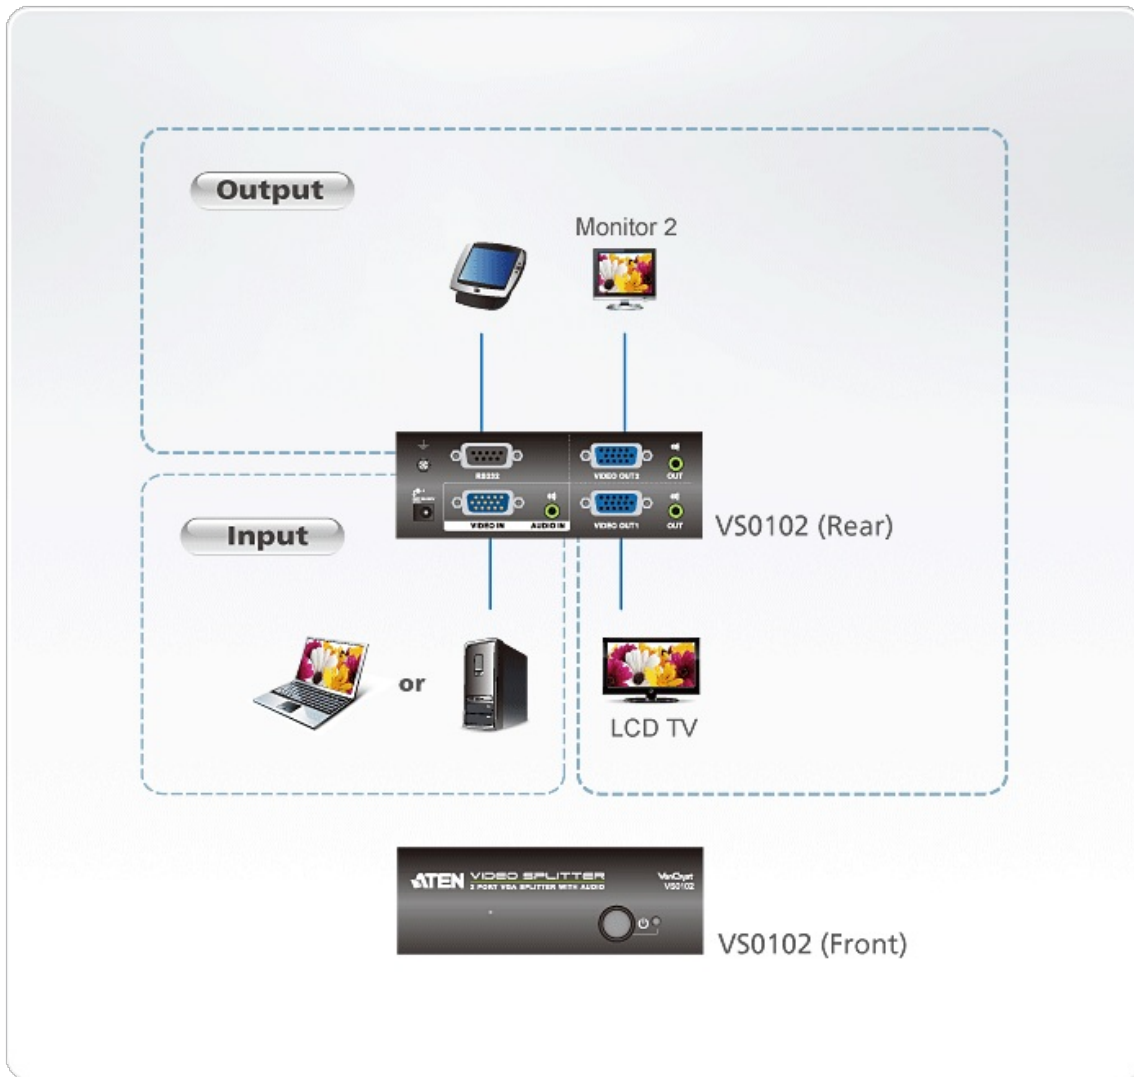 Output
Monitor 2
RS232
VIDEO OUT2
OUT
VIDEO IN
AUDIO IN
VIDEO OUT1
OUT
VS0102 (Rear)
Input
or
LCD TV
ATEN VIDEO SPLITTER
2 PORT VGA SPLITTER WITH AUDIO
VanCryst
VS0102
VS0102 (Front)